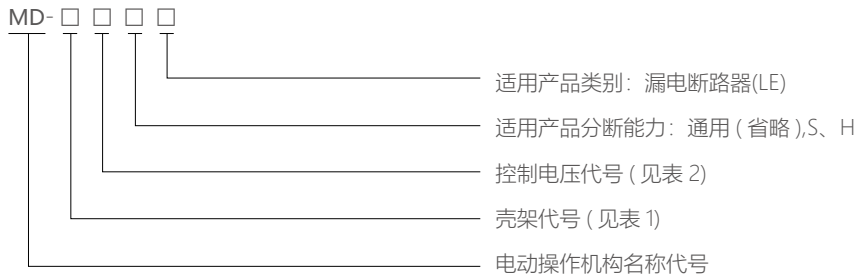 MD-□ □ □ □
适用产品类别：漏电断路器(LE)
适用产品分断能力：通用 ( 省略 ),S、H
控制电压代号 ( 见表 2)
壳架代号 ( 见表 1)
电动操作机构名称代号